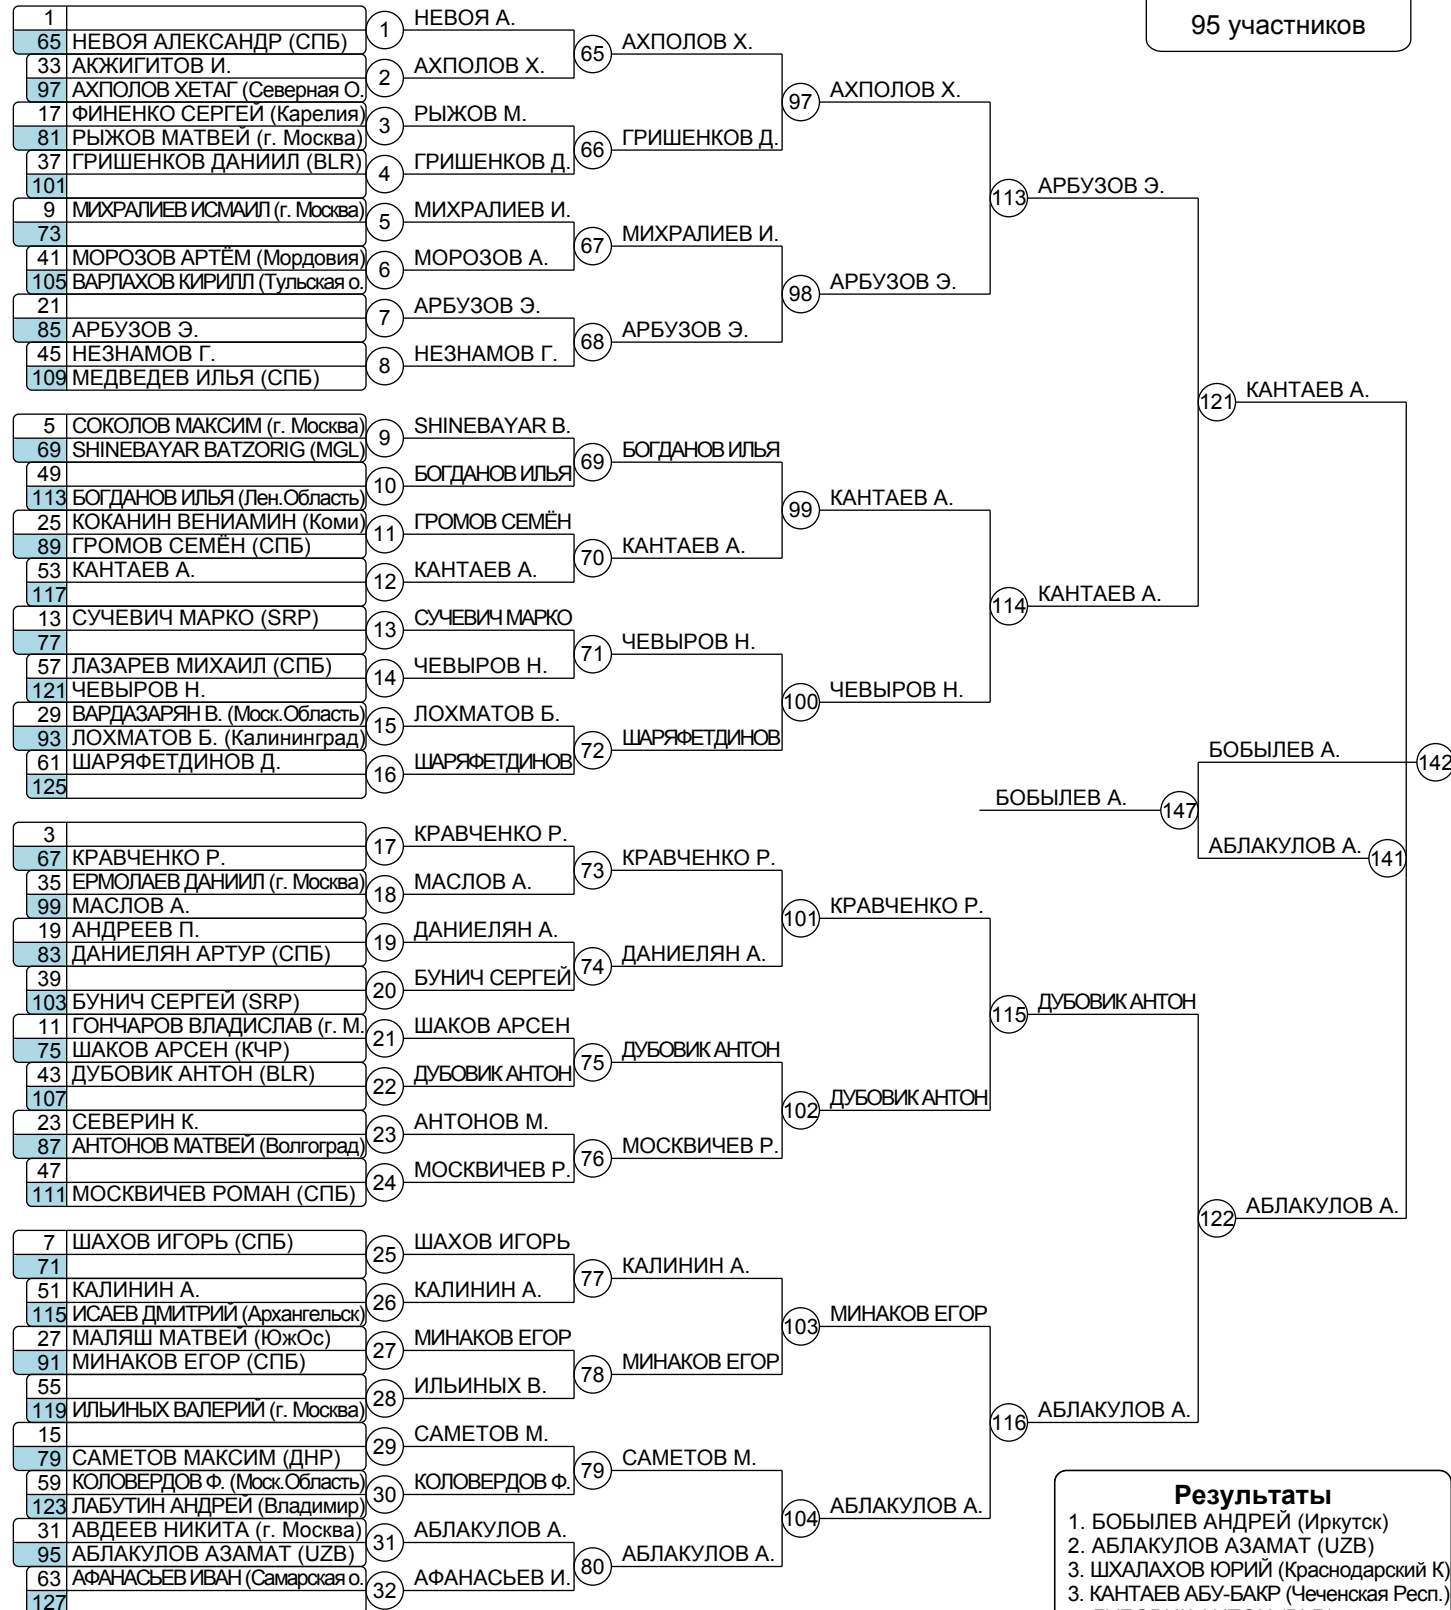 95 участников
1
65 НЕВОЯ АЛЕКСАНДР (СПБ)
33 АКЖИГИТОВ И.
97 АХПОЛОВ ХЕТАГ (Северная О.
17 ФИНЕНКО СЕРГЕЙ (Карелия)
81 РЫЖОВ МАТВЕЙ (г. Москва)
37 ГРИШЕНКОВ ДАНИИЛ (BLR)
101
9 МИХРАЛИЕВ ИСМАИЛ (г. Москва)
73
41 МОРОЗОВ АРТЁМ (Мордовия)
105 ВАРЛАХОВ КИРИЛЛ (Тульская о.
21
85 АРБУЗОВ Э.
45 НЕЗНАМОВ Г.
109 МЕДВЕДЕВ ИЛЬЯ (СПБ)
5 СОКОЛОВ МАКСИМ (г. Москва)
69 SHINEBAYAR BATZORIG (MGL)
49
113 БОГДАНОВ ИЛЬЯ (Лен.Область)
25 КОКАНИН ВЕНИАМИН (Коми)
89 ГРОМОВ СЕМЁН (СПБ)
53 КАНТАЕВ А.
117
13 СУЧЕВИЧ МАРКО (SRP)
77
57 ЛАЗАРЕВ МИХАИЛ (СПБ)
121 ЧЕВЫРОВ Н.
29 ВАРДАЗАРЯН В. (Моск.Область)
93 ЛОХМАТОВ Б. (Калининград)
61 ШАРЯФЕТДИНОВ Д.
125
3
67 КРАВЧЕНКО Р.
35 ЕРМОЛАЕВ ДАНИИЛ (г. Москва)
99 МАСЛОВ А.
19 АНДРЕЕВ П.
83 ДАНИЕЛЯН АРТУР (СПБ)
39
103 БУНИЧ СЕРГЕЙ (SRP)
11 ГОНЧАРОВ ВЛАДИСЛАВ (г. М.
75 ШАКОВ АРСЕН (КЧР)
43 ДУБОВИК АНТОН (BLR)
107
23 СЕВЕРИН К.
87 АНТОНОВ МАТВЕЙ (Волгоград)
47
111 МОСКВИЧЕВ РОМАН (СПБ)
7 ШАХОВ ИГОРЬ (СПБ)
71
51 КАЛИНИН А.
115 ИСАЕВ ДМИТРИЙ (Архангельск)
27 МАЛЯШ МАТВЕЙ (ЮжОс)
91 МИНАКОВ ЕГОР (СПБ)
55
119 ИЛЬИНЫХ ВАЛЕРИЙ (г. Москва)
15
79 САМЕТОВ МАКСИМ (ДНР)
59 КОЛОВЕРДОВ Ф. (Моск.Область)
123 ЛАБУТИН АНДРЕЙ (Владимир)
31 АВДЕЕВ НИКИТА (г. Москва)
95 АБЛАКУЛОВ АЗАМАТ (UZB)
63 АФАНАСЬЕВ ИВАН (Самарская о.
127
1 НЕВОЯ А.
2 АХПОЛОВ Х.
3 РЫЖОВ М.
4 ГРИШЕНКОВ Д.
5 МИХРАЛИЕВ И.
6 МОРОЗОВ А.
7 АРБУЗОВ Э.
8 НЕЗНАМОВ Г.
9 SHINEBAYAR B.
10 БОГДАНОВ ИЛЬЯ
11 ГРОМОВ СЕМЁН
12 КАНТАЕВ А.
13 СУЧЕВИЧ МАРКО
14 ЧЕВЫРОВ Н.
15 ЛОХМАТОВ Б.
16 ШАРЯФЕТДИНОВ
17 КРАВЧЕНКО Р.
18 МАСЛОВ А.
19 ДАНИЕЛЯН А.
20 БУНИЧ СЕРГЕЙ
21 ШАКОВ АРСЕН
22 ДУБОВИК АНТОН
23 АНТОНОВ М.
24 МОСКВИЧЕВ Р.
25 ШАХОВ ИГОРЬ
26 КАЛИНИН А.
27 МИНАКОВ ЕГОР
28 ИЛЬИНЫХ В.
29 САМЕТОВ М.
30 КОЛОВЕРДОВ Ф.
31 АБЛАКУЛОВ А.
32 АФАНАСЬЕВ И.
65 АХПОЛОВ Х.
66 ГРИШЕНКОВ Д.
67 МИХРАЛИЕВ И.
68 АРБУЗОВ Э.
69 БОГДАНОВ ИЛЬЯ
70 КАНТАЕВ А.
71 ЧЕВЫРОВ Н.
72 ШАРЯФЕТДИНОВ
73 КРАВЧЕНКО Р.
74 ДАНИЕЛЯН А.
75 ДУБОВИК АНТОН
76 МОСКВИЧЕВ Р.
77 КАЛИНИН А.
78 МИНАКОВ ЕГОР
79 САМЕТОВ М.
80 АБЛАКУЛОВ А.
97 АХПОЛОВ Х.
98 АРБУЗОВ Э.
99 КАНТАЕВ А.
100 ЧЕВЫРОВ Н.
101 КРАВЧЕНКО Р.
102 ДУБОВИК АНТОН
103 МИНАКОВ ЕГОР
104 АБЛАКУЛОВ А.
113 АРБУЗОВ Э.
114 КАНТАЕВ А.
115 ДУБОВИК АНТОН
116 АБЛАКУЛОВ А.
121 КАНТАЕВ А.
122 АБЛАКУЛОВ А.
БОБЫЛЕВ А. 142
БОБЫЛЕВ А. 147
АБЛАКУЛОВ А. 141
Результаты
1. БОБЫЛЕВ АНДРЕЙ (Иркутск)
2. АБЛАКУЛОВ АЗАМАТ (UZB)
3. ШХАЛАХОВ ЮРИЙ (Краснодарский К)
3. КАНТАЕВ АБУ-БАКР (Чеченская Респ.)